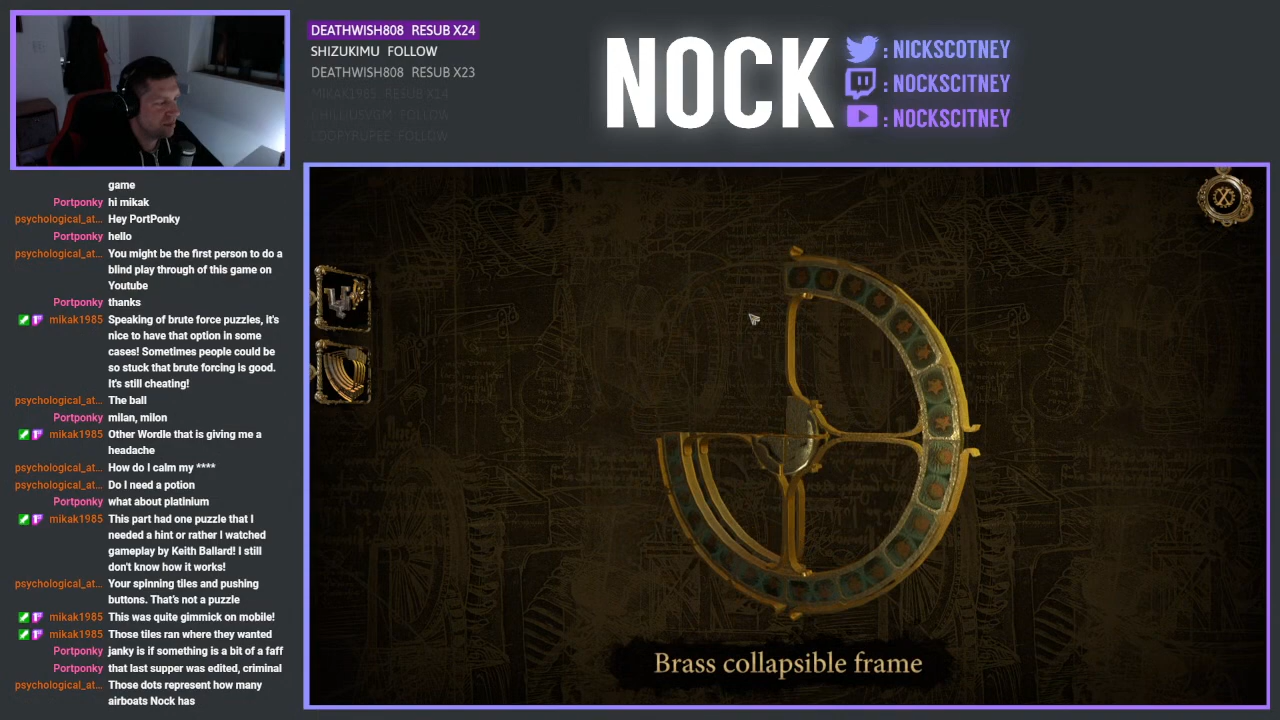 DEATHWISH808 RESUB X24
SHIZUKIMU FOLLOW
DEATHWISH808 RESUB X23
MIKAK1985 RESUB X14
LOOPYRUPEE FOLLOW
NOCK
: NICKSCOTNEY
: NOCKSCITNEY
: NOCKSCITNEY
game
Portponky hi mikak
psychological_at... Hey PortPonky
Portponky hello
psychological_at... You might be the first person to do a
blind play through of this game on
Youtube
Portponky thanks
mikak1985 Speaking of brute force puzzles, it's
nice to have that option in some
cases! Sometimes people could be
so stuck that brute forcing is good.
It's still cheating!
psychological_at... The ball
Portponky milan, milon
mikak1985 Other Wordle that is giving me a
headache
psychological_at... How do I calm my ****
psychological_at... Do I need a potion
Portponky what about platinium
mikak1985 This part had one puzzle that I
needed a hint or rather I watched
gameplay by Keith Ballard! I still
don't know how it works!
psychological_at... Your spinning tiles and pushing
buttons. That's not a puzzle
mikak1985 This was quite gimmick on mobile!
mikak1985 Those tiles ran where they wanted
Portponky janky is if something is a bit of a faff
Portponky that last supper was edited, criminal
psychological_at... Those dots represent how many
airboats Nock has
Brass collapsible frame